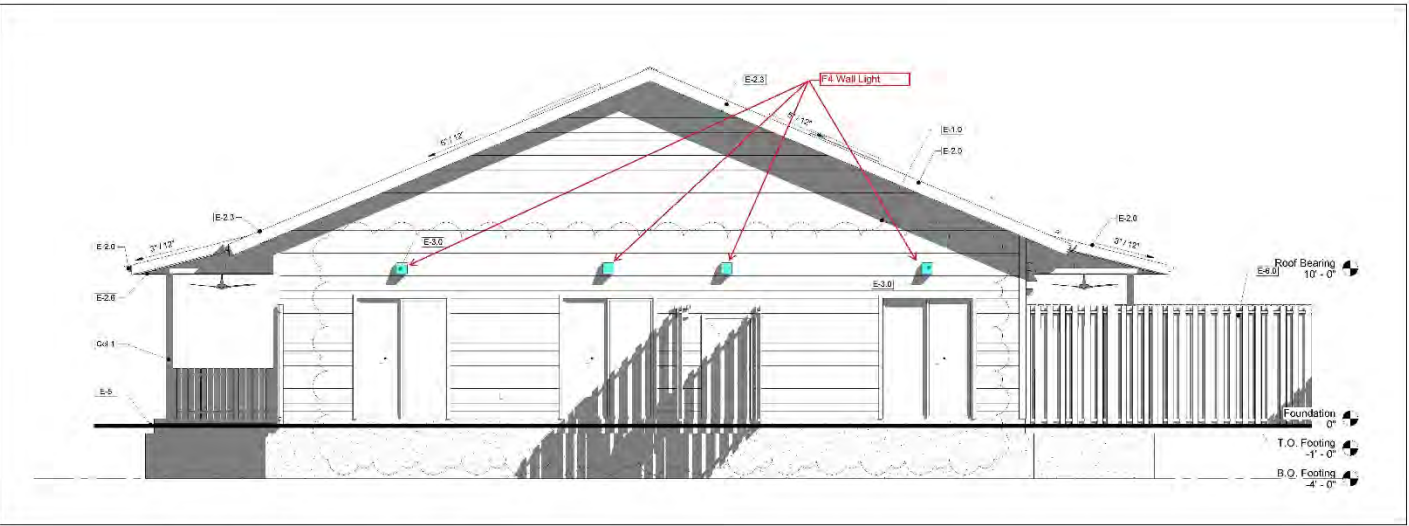 E-2.3
F4 Wall Light
6" / 12"
6" / 12"
E-1.0
E-2.0
E-2.3
E-2.0
E-3.0
E-2.0
3" / 12"
3" / 12"
Roof Bearing
10' - 0"
E-6.0
E-2.6
E-3.0
Col 1
E-5
Foundation
0"
T.O. Footing
-1' - 0"
B.O. Footing
-4' - 0"